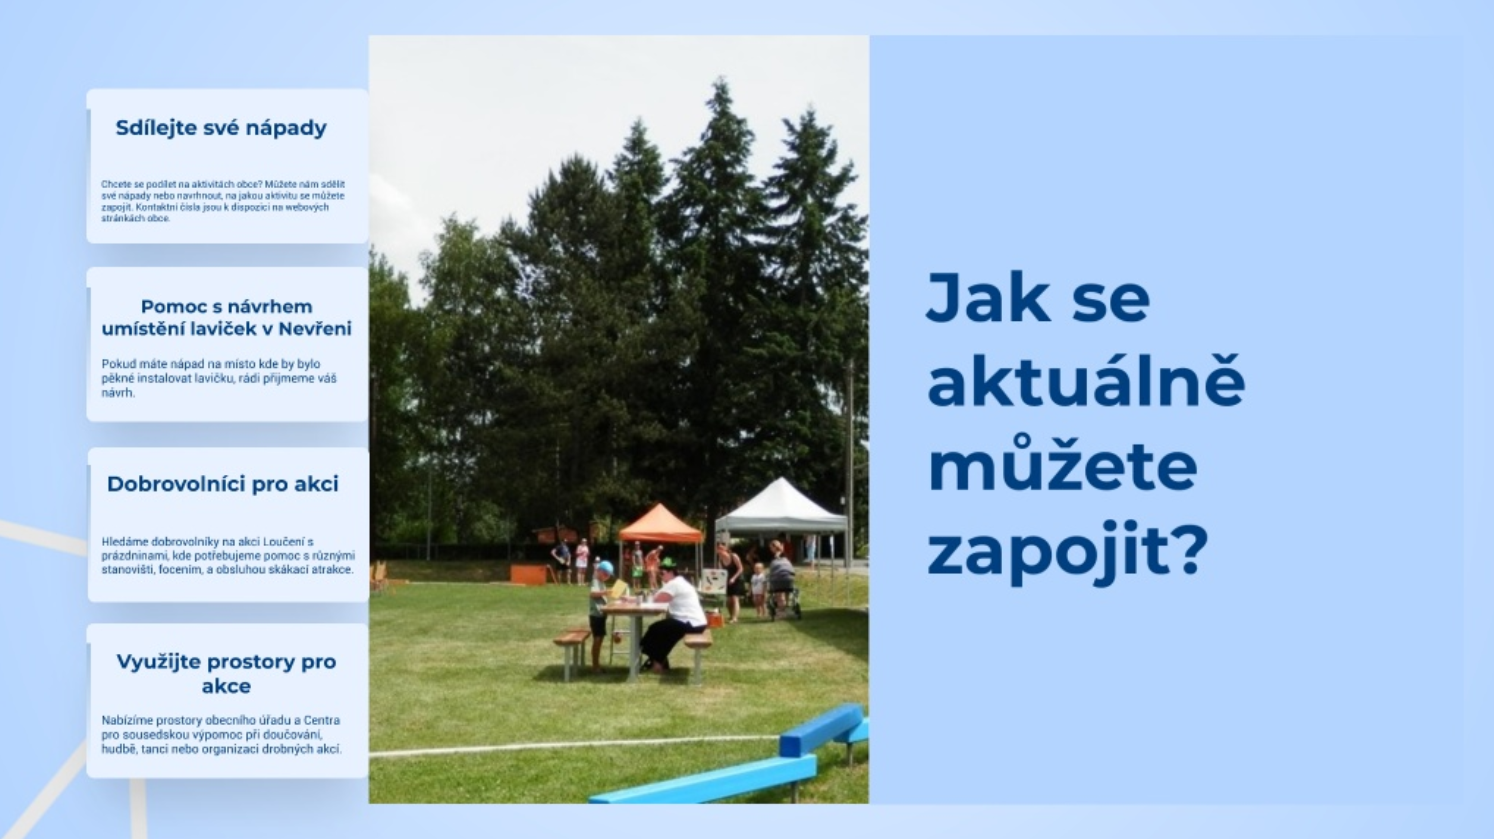 Sdílejte své nápady
Chcete se podílet na aktivitách obce? Můžete nám sdělit
své nápady nebo navrhnout, na jakou aktivitu se můžete
zapojit. Kontaktní čísla jsou k dispozici na webových
stránkách obce.
Pomoc s návrhem
umístění laviček v Nevřeni
Pokud máte nápad na místo kde by bylo
pěkné instalovat lavičku, rádi přijmeme váš
návrh.
Dobrovolníci pro akci
Hledáme dobrovolníky na akci Loučení s
prázdninami, kde potřebujeme pomoc s různými
stanovišti, focením, a obsluhou skákací atrakce.
Využijte prostory pro
akce
Nabízíme prostory obecního úřadu a Centra
pro sousedskou výpomoc při doučování,
hudbě, tanci nebo organizaci drobných akcí.
Jak se
aktuálně
můžete
zapojit?